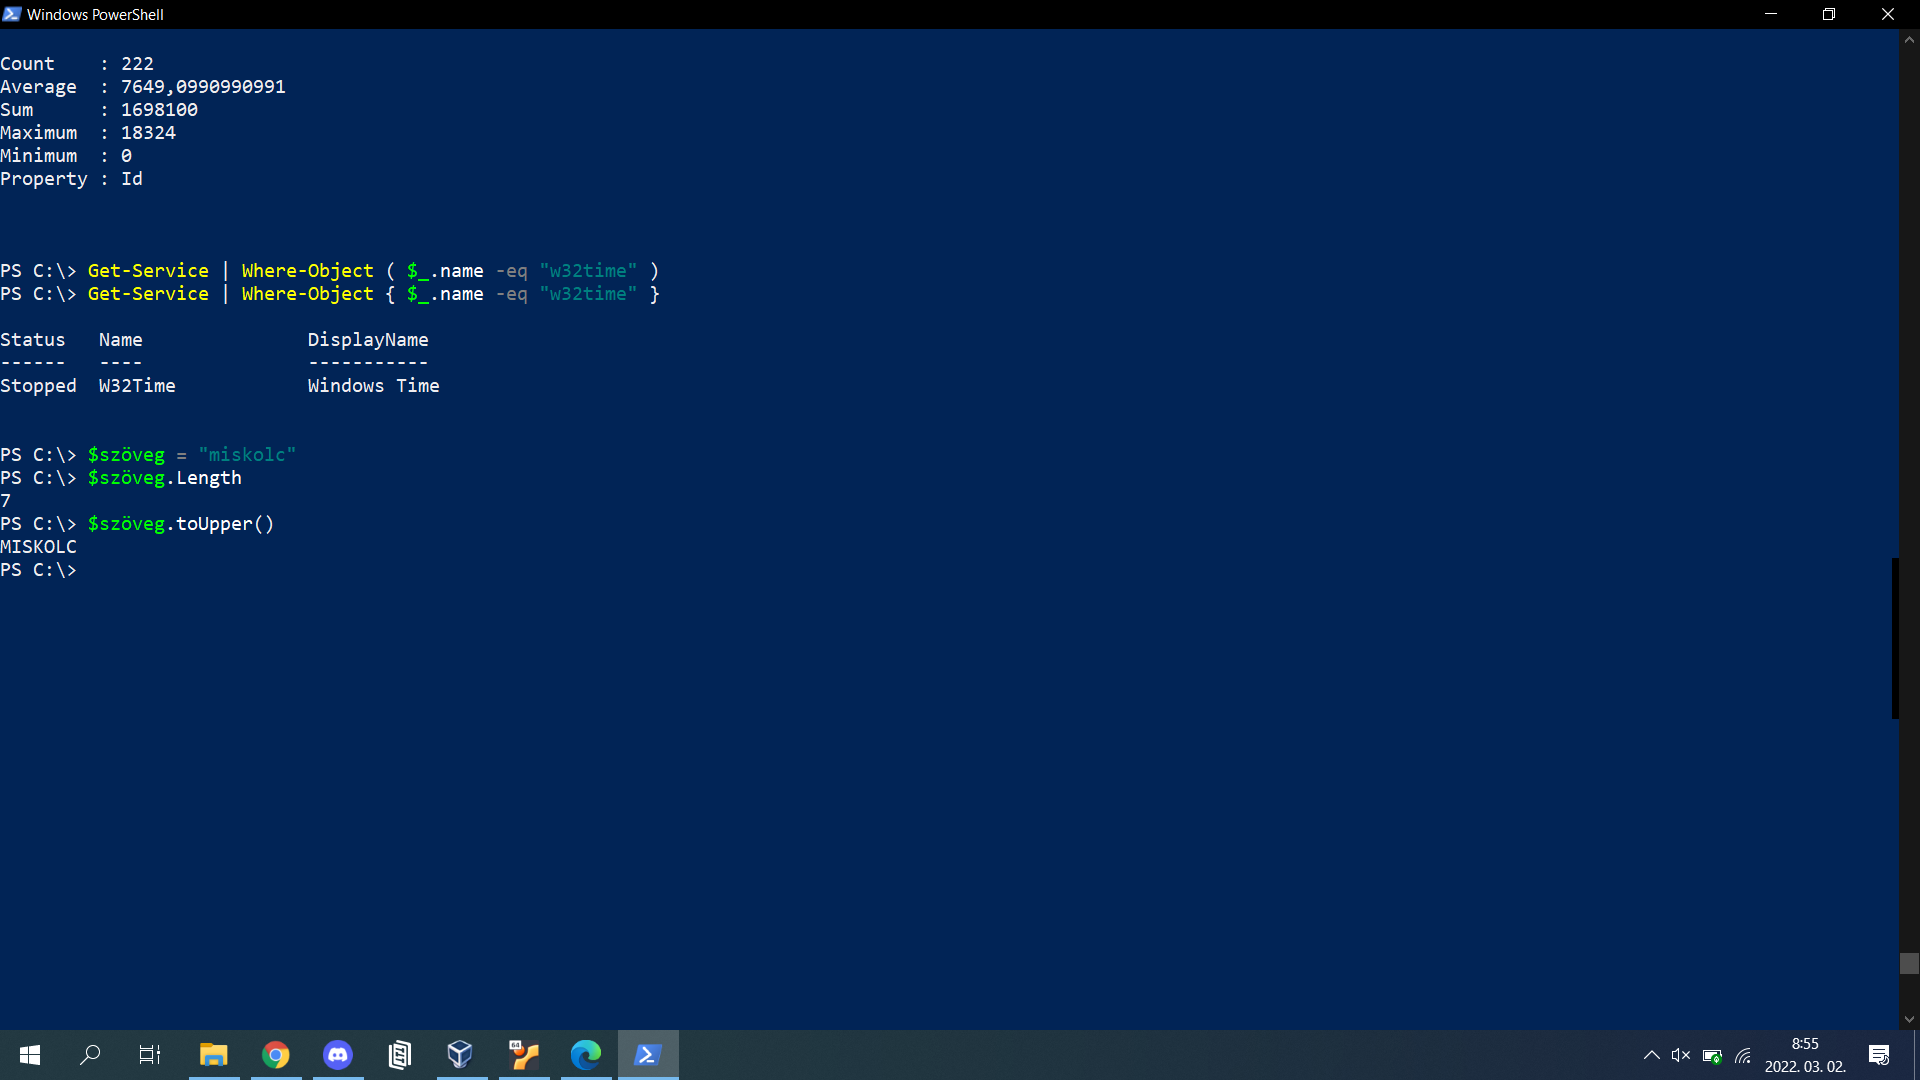 Windows PowerShell
Count    : 222
Average  : 7649,0990990991
Sum      : 1698100
Maximum  : 18324
Minimum  : 0
Property : Id
PS C:\> Get-Service | Where-Object ( $_.name -eq "w32time" )
PS C:\> Get-Service | Where-Object { $_.name -eq "w32time" }
Status   Name               DisplayName
------   ----               -----------
Stopped  W32Time            Windows Time
PS C:\> $szöveg = "miskolc"
PS C:\> $szöveg.Length
7
PS C:\> $szöveg.toUpper()
MISKOLC
PS C:\>
64
8:55
2022. 03. 02.